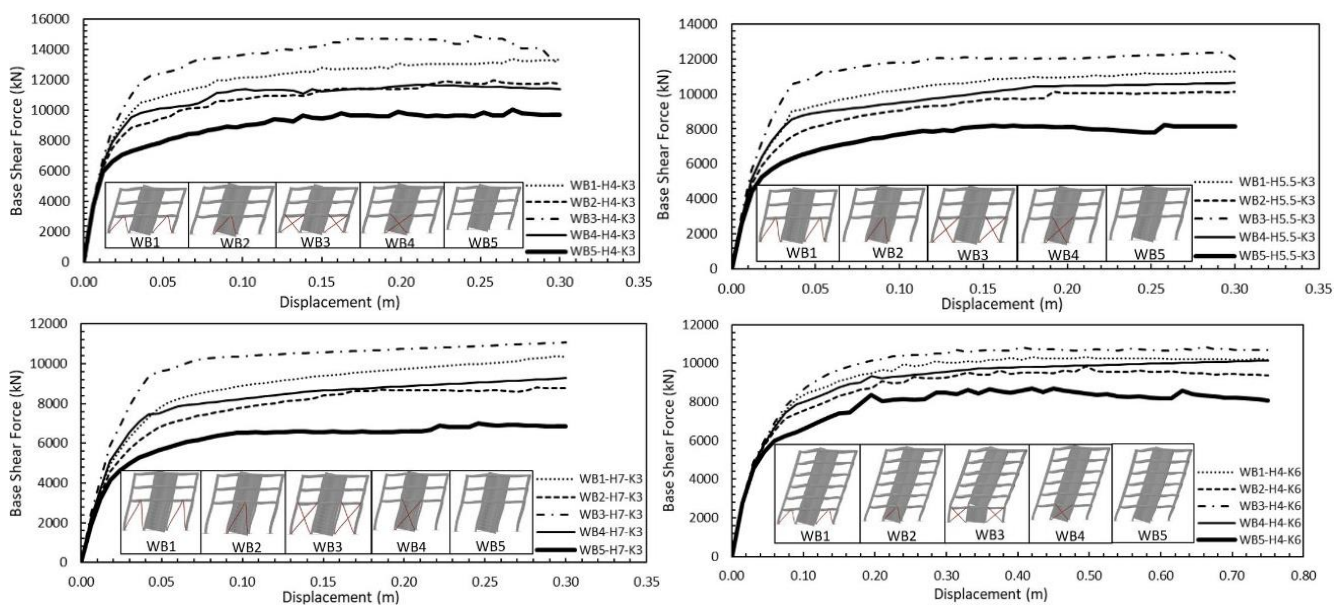 Base Shear Force (kN)
16000
14000
12000
10000
8000
6000
4000
2000
0
WB1 WB2 WB3 WB4 WB5
WB1-H4-K3
WB2-H4-K3
WB3-H4-K3
WB4-H4-K3
WB5-H4-K3
0.00 0.05 0.10 0.15 0.20 0.25 0.30 0.35
Displacement (m)
Base Shear Force (kN)
14000
12000
10000
8000
6000
4000
2000
0
WB1 WB2 WB3 WB4 WB5
WB1-H5.5-K3
WB2-H5.5-K3
WB3-H5.5-K3
WB4-H5.5-K3
WB5-H5.5-K3
0.00 0.05 0.10 0.15 0.20 0.25 0.30 0.35
Displacement (m)
Base Shear Force (kN)
12000
10000
8000
6000
4000
2000
0
WB1 WB2 WB3 WB4 WB5
WB1-H7-K3
WB2-H7-K3
WB3-H7-K3
WB4-H7-K3
WB5-H7-K3
0.00 0.05 0.10 0.15 0.20 0.25 0.30 0.35
Displacement (m)
Base Shear Force (kN)
12000
10000
8000
6000
4000
2000
0
WB1 WB2 WB3 WB4 WB5
WB1-H4-K6
WB2-H4-K6
WB3-H4-K6
WB4-H4-K6
WB5-H4-K6
0.00 0.10 0.20 0.30 0.40 0.50 0.60 0.70 0.80
Displacement (m)